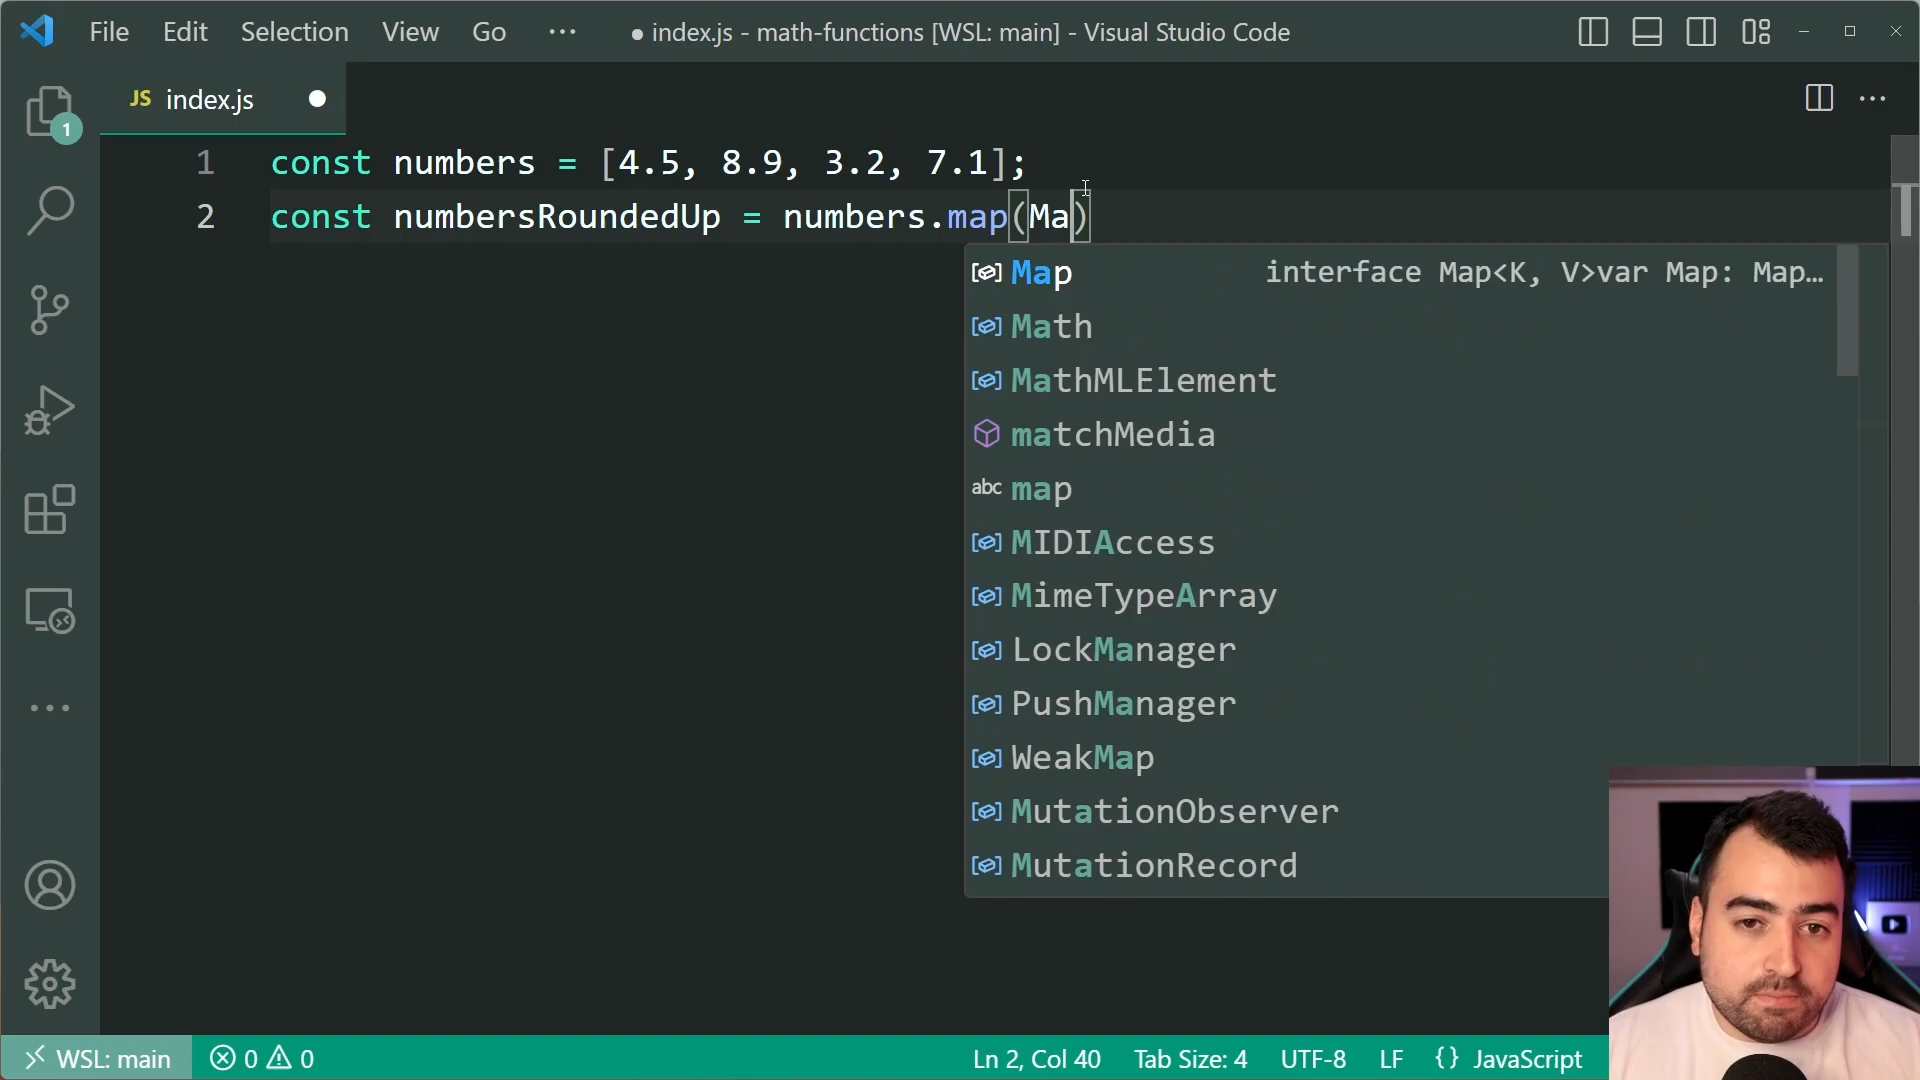 File Edit Selection View Go ··· ● index.js - math-functions [WSL: main] - Visual Studio Code
JS index.js ●
1
1 const numbers = [4.5, 8.9, 3.2, 7.1];
2 const numbersRoundedUp = numbers.map(Ma)
Map interface Map<K, V>var Map: Map…
Math
MathMLElement
matchMedia
abc map
MIDIAccess
MimeTypeArray
LockManager
PushManager
WeakMap
MutationObserver
MutationRecord
WSL: main 0 0 Ln 2, Col 40 Tab Size: 4 UTF-8 LF {} JavaScript